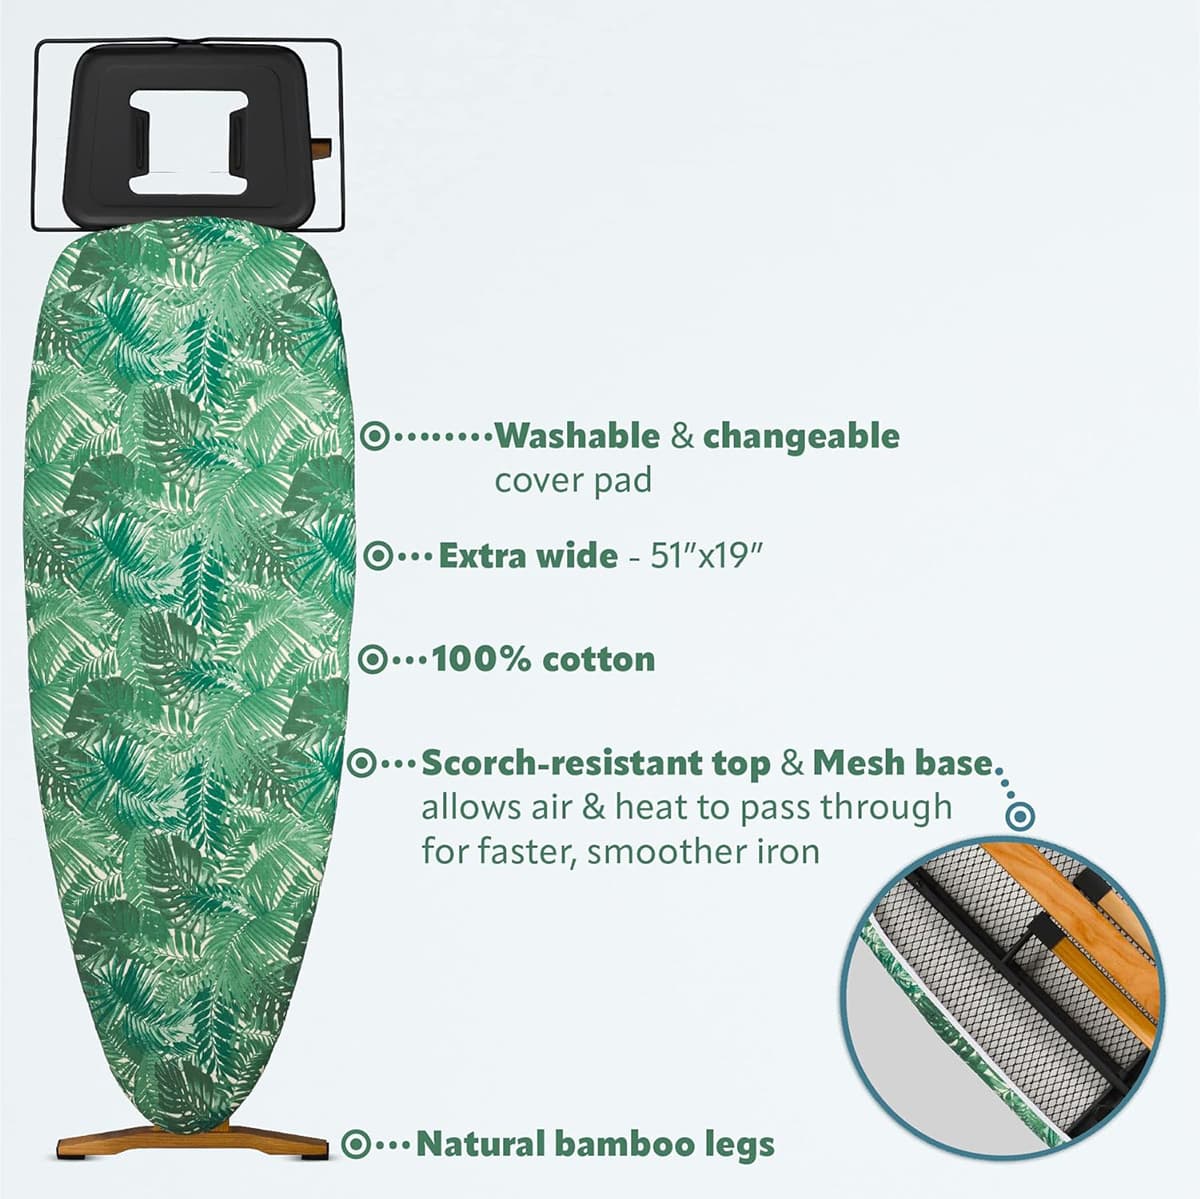 Washable & changeable
cover pad
Extra wide - 51”x19”
100% cotton
Scorch-resistant top & Mesh base.
allows air & heat to pass through
for faster, smoother iron
Natural bamboo legs